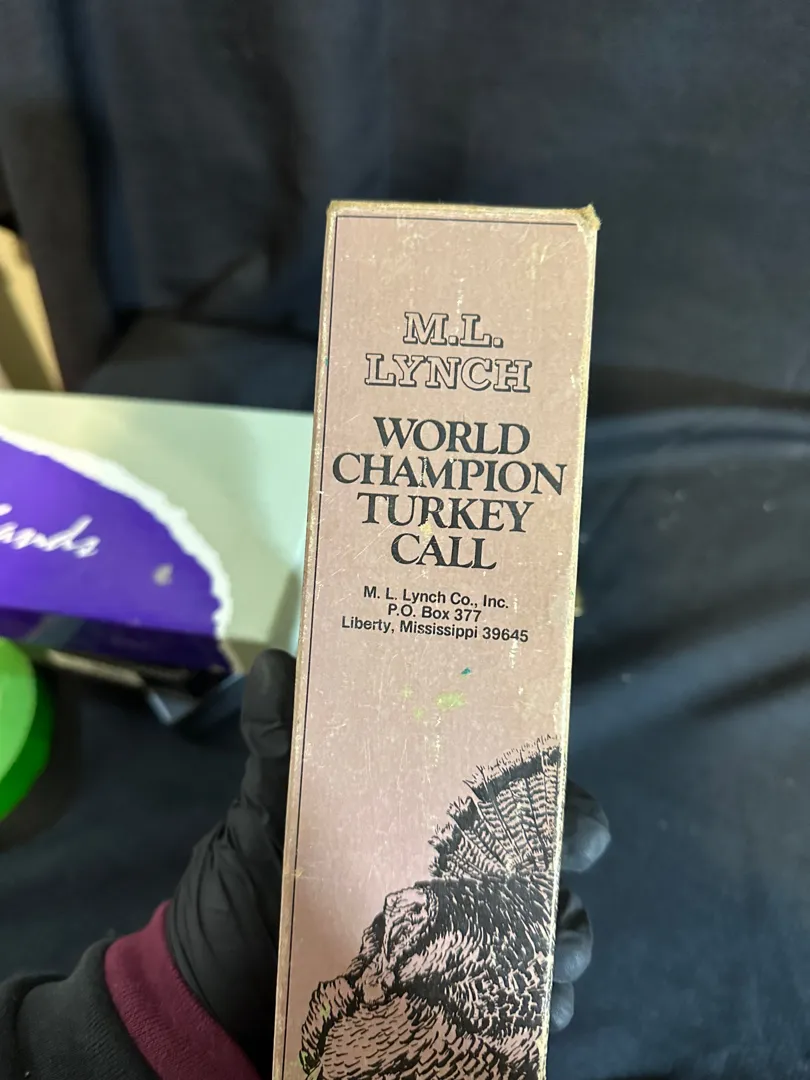 M.L.
LYNCH
WORLD
CHAMPION
TURKEY
CALL
M. L. Lynch Co., Inc.
P.O. Box 377
Liberty, Mississippi 39645